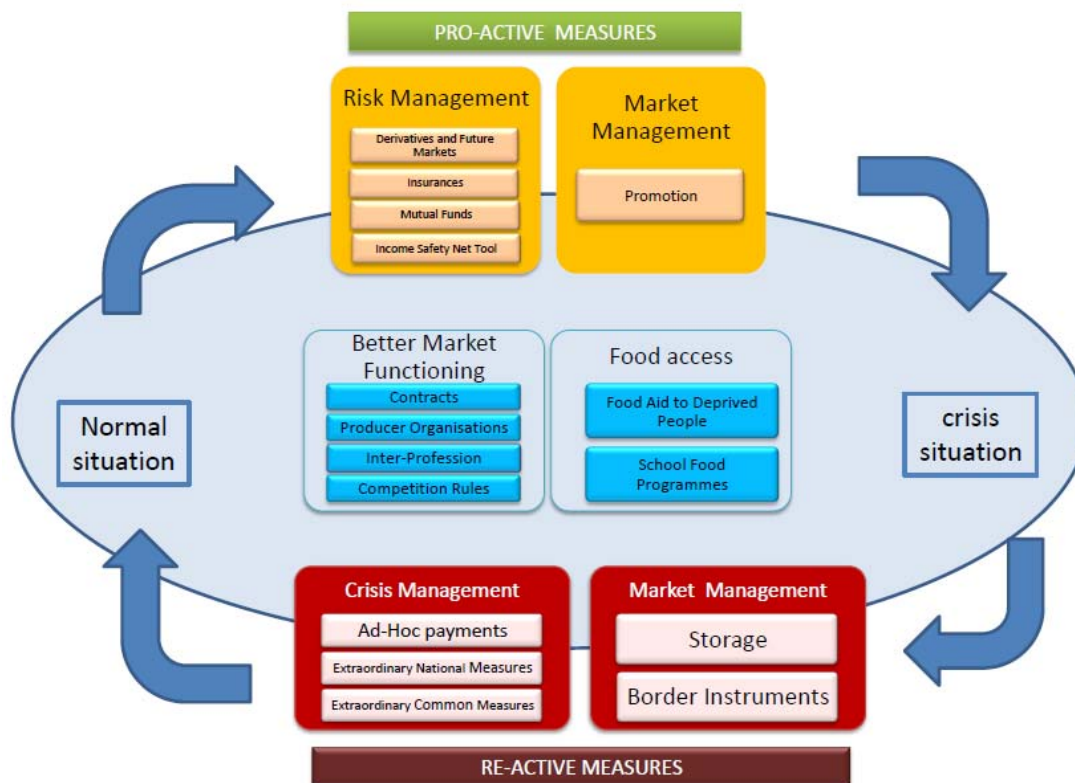 PRO-ACTIVE MEASURES
Risk Management
Derivatives and Future
Markets
Insurances
Mutual Funds
Income Safety Net Tool
Market
Management
Promotion
Normal
situation
Better Market
Functioning
Contracts
Producer Organisations
Inter-Profession
Competition Rules
Food access
Food Aid to Deprived
People
School Food
Programmes
crisis
situation
Crisis Management
Ad-Hoc payments
Extraordinary National Measures
Extraordinary Common Measures
Market Management
Storage
Border Instruments
RE-ACTIVE MEASURES